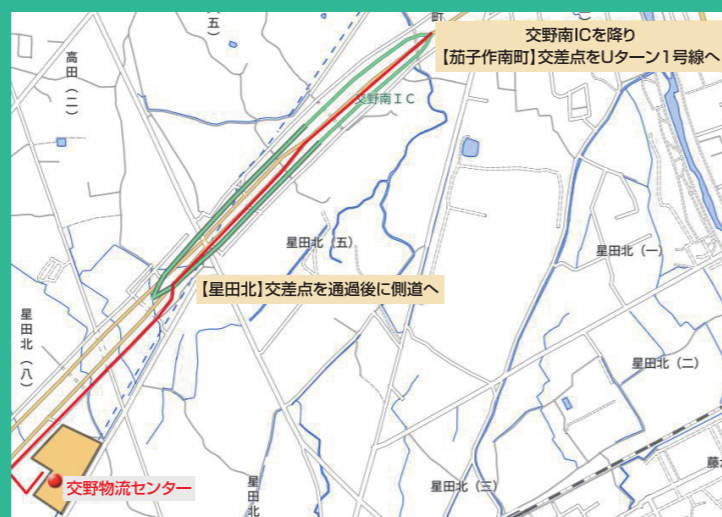 交野南ICを降り
【茄子作南町】交差点をUターン1号線へ
五）
町
高田（二）
交野南IC
星田北（五）
星田北（一）
【星田北】交差点を通過後に側道へ
星田北（八）
星田北（二）
交野物流センター
星田北
星田北（三）
藤が